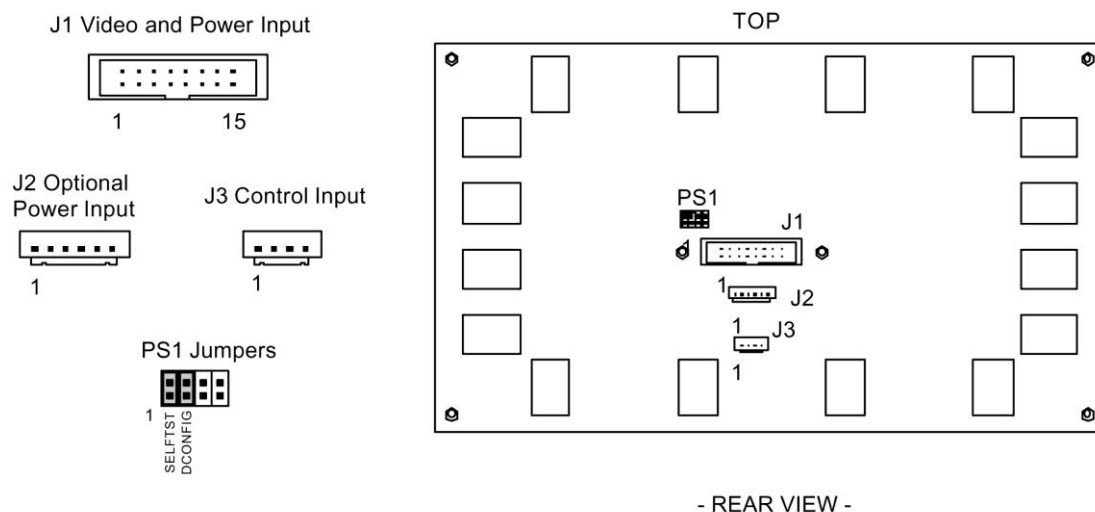 J1 Video and Power Input
1 15
J2 Optional
Power Input
1
J3 Control Input
1
PS1 Jumpers
1
SELFTST
DCONFIG
TOP
PS1
J1
1
J2
1
J3
1
- REAR VIEW -